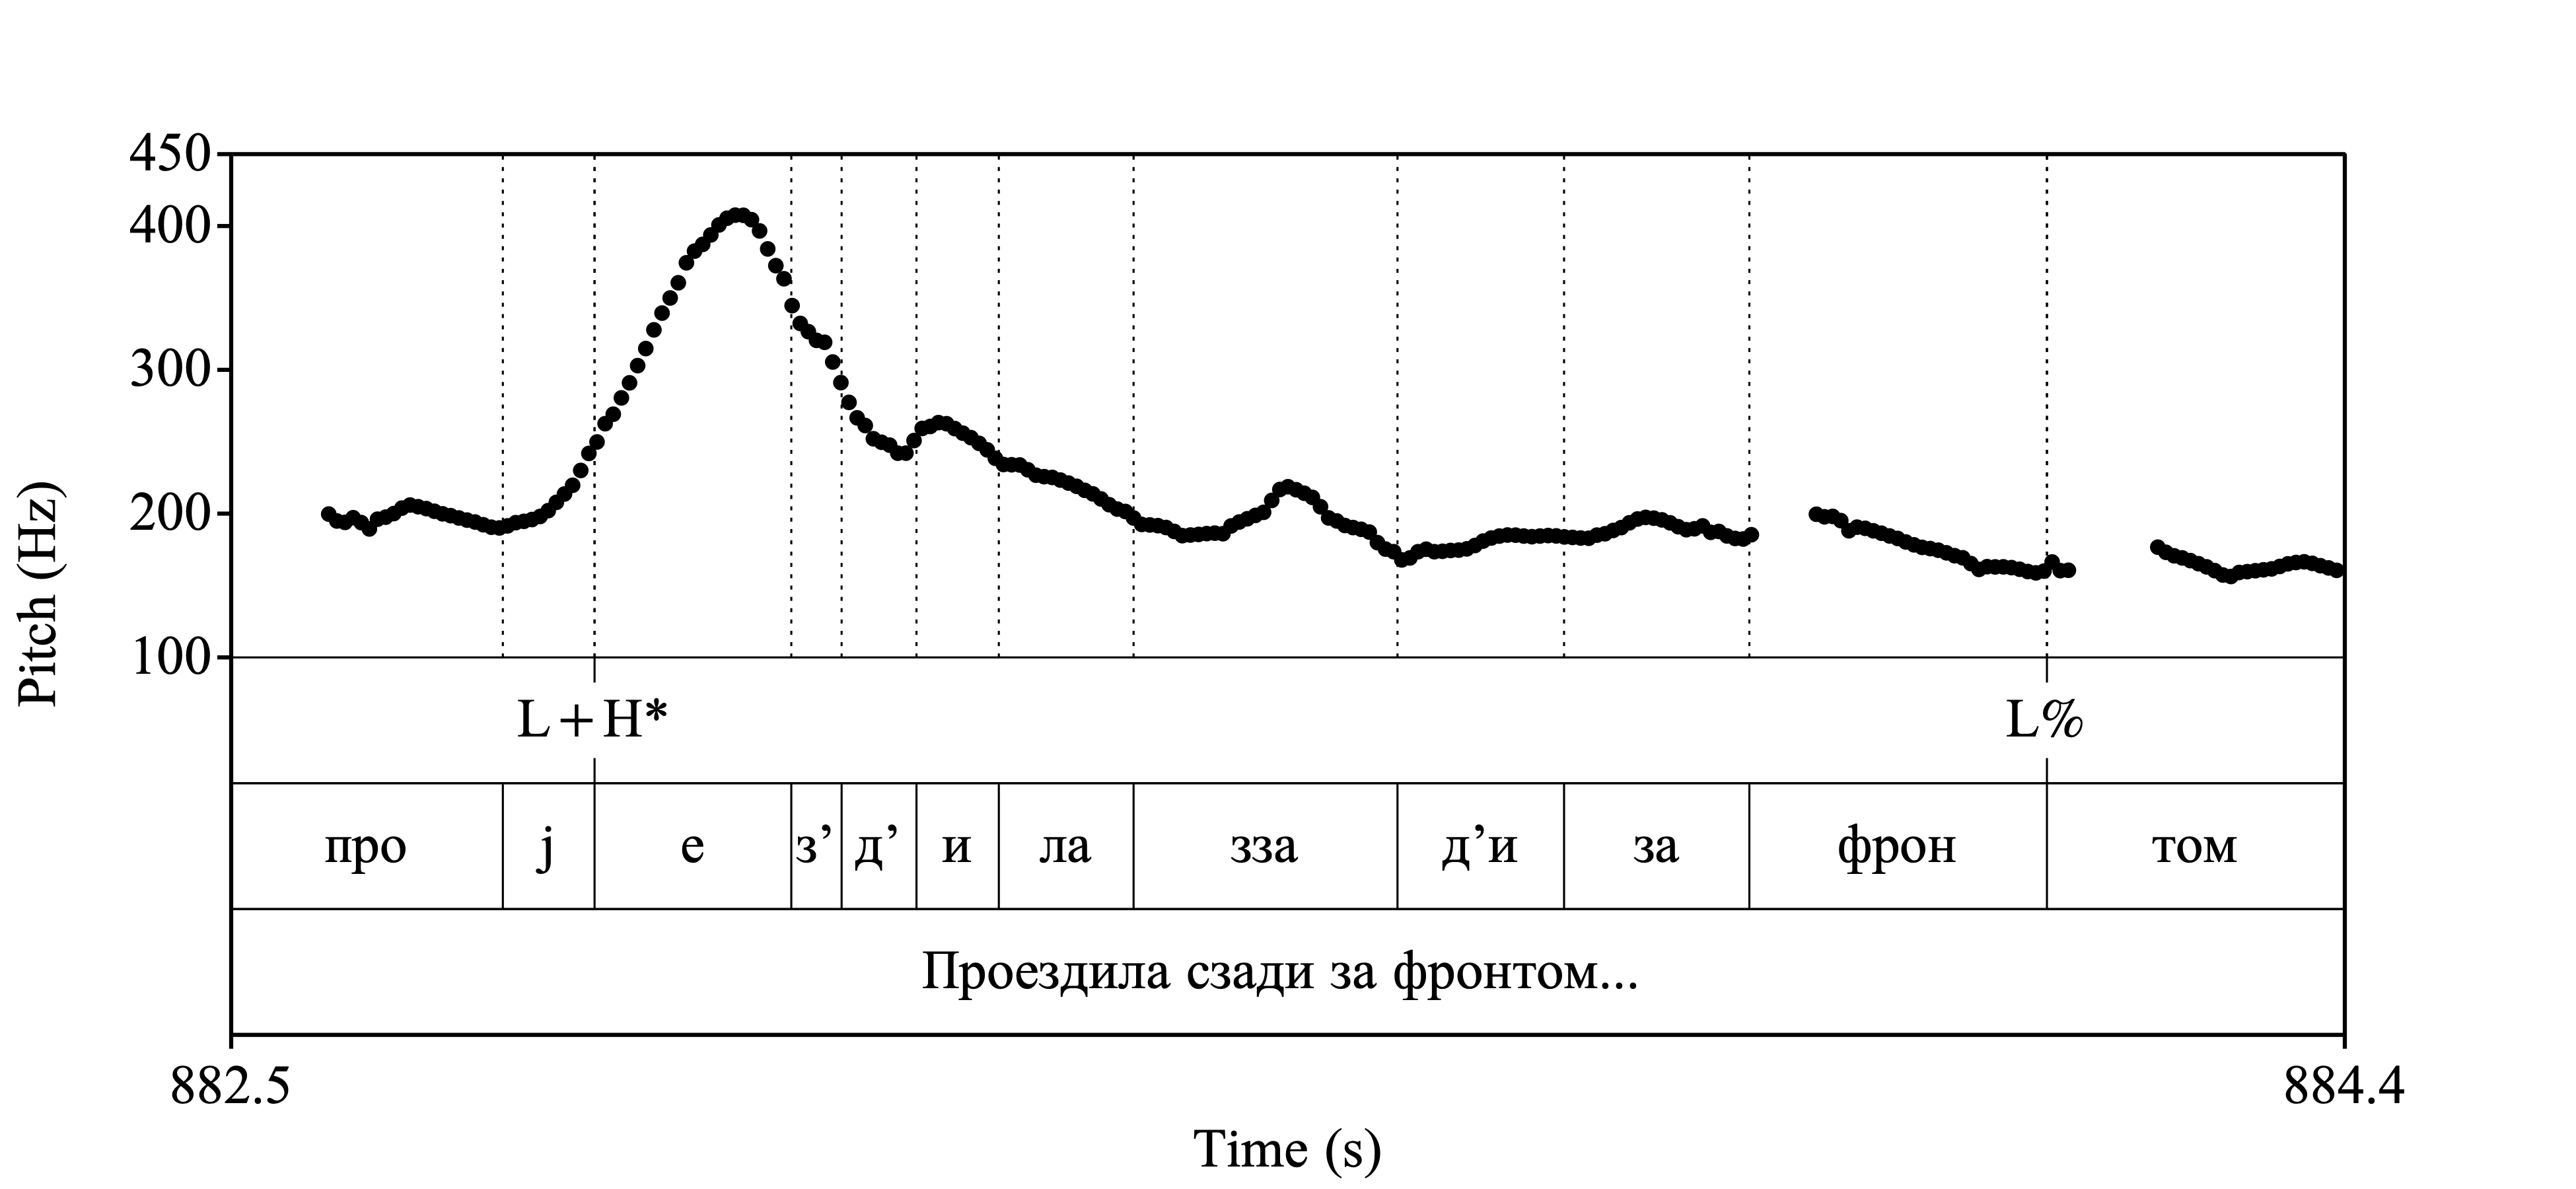 450
400
300
200
100
Pitch (Hz)
L+H* L%
про j е з’ д’ и ла зза д’и за фрон том
Проездила сзади за фронтом...
882.5 884.4
Time (s)